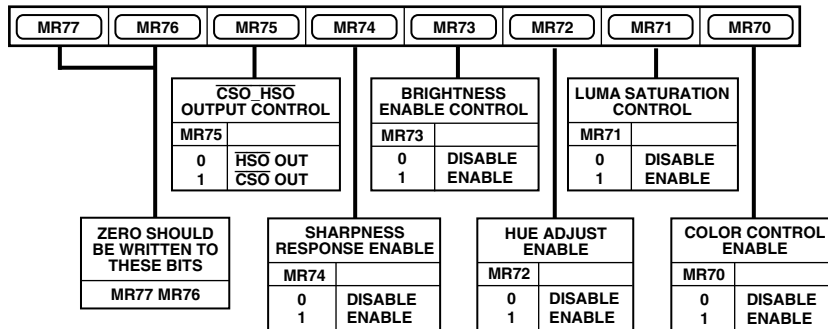 MR77 MR76 MR75 MR74 MR73 MR72 MR71 MR70
CSO_HSO
OUTPUT CONTROL
MR75
0 HSO OUT
1 CSO OUT
BRIGHTNESS
ENABLE CONTROL
MR73
0 DISABLE
1 ENABLE
LUMA SATURATION
CONTROL
MR71
0 DISABLE
1 ENABLE
ZERO SHOULD
BE WRITTEN TO
THESE BITS
MR77 MR76
SHARPNESS
RESPONSE ENABLE
MR74
0 DISABLE
1 ENABLE
HUE ADJUST
ENABLE
MR72
0 DISABLE
1 ENABLE
COLOR CONTROL
ENABLE
MR70
0 DISABLE
1 ENABLE